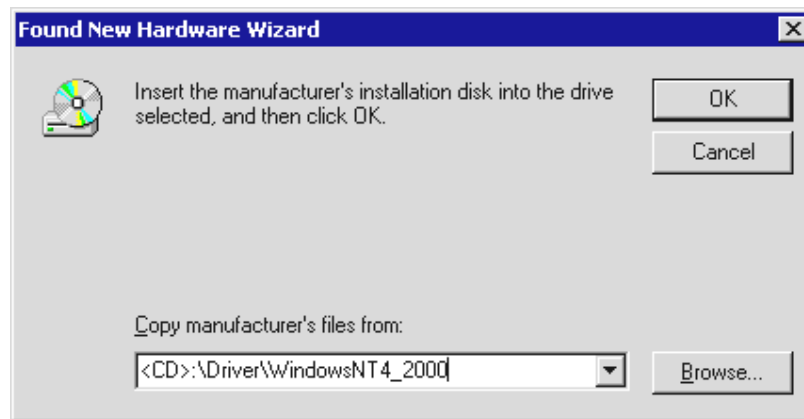 Found New Hardware Wizard
Insert the manufacturer's installation disk into the drive
selected, and then click OK.
OK
Cancel
Copy manufacturer's files from:
<CD>:\Driver\WindowsNT4_2000
Browse...